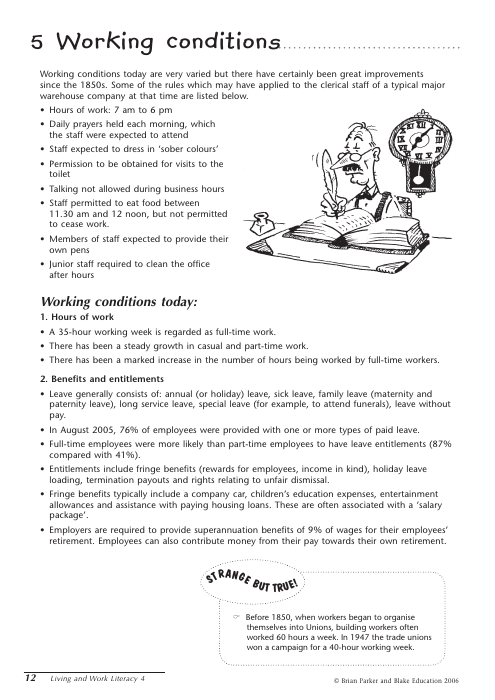 5 Working conditions
Working conditions today are very varied but there have certainly been great improvements
since the 1850s. Some of the rules which may have applied to the clerical staff of a typical major
warehouse company at that time are listed below.
• Hours of work: 7 am to 6 pm
• Daily prayers held each morning, which
the staff were expected to attend
• Staff expected to dress in ‘sober colours’
• Permission to be obtained for visits to the
toilet
• Talking not allowed during business hours
• Staff permitted to eat food between
11.30 am and 12 noon, but not permitted
to cease work.
• Members of staff expected to provide their
own pens
• Junior staff required to clean the office
after hours
Working conditions today:
1. Hours of work
• A 35-hour working week is regarded as full-time work.
• There has been a steady growth in casual and part-time work.
• There has been a marked increase in the number of hours being worked by full-time workers.
2. Benefits and entitlements
• Leave generally consists of: annual (or holiday) leave, sick leave, family leave (maternity and
paternity leave), long service leave, special leave (for example, to attend funerals), leave without
pay.
• In August 2005, 76% of employees were provided with one or more types of paid leave.
• Full-time employees were more likely than part-time employees to have leave entitlements (87%
compared with 41%).
• Entitlements include fringe benefits (rewards for employees, income in kind), holiday leave
loading, termination payouts and rights relating to unfair dismissal.
• Fringe benefits typically include a company car, children’s education expenses, entertainment
allowances and assistance with paying housing loans. These are often associated with a ‘salary
package’.
• Employers are required to provide superannuation benefits of 9% of wages for their employees’
retirement. Employees can also contribute money from their pay towards their own retirement.
STRANGE BUT TRUE!
☞ Before 1850, when workers began to organise
themselves into Unions, building workers often
worked 60 hours a week. In 1947 the trade unions
won a campaign for a 40-hour working week.
12 Living and Work Literacy 4
© Brian Parker and Blake Education 2006